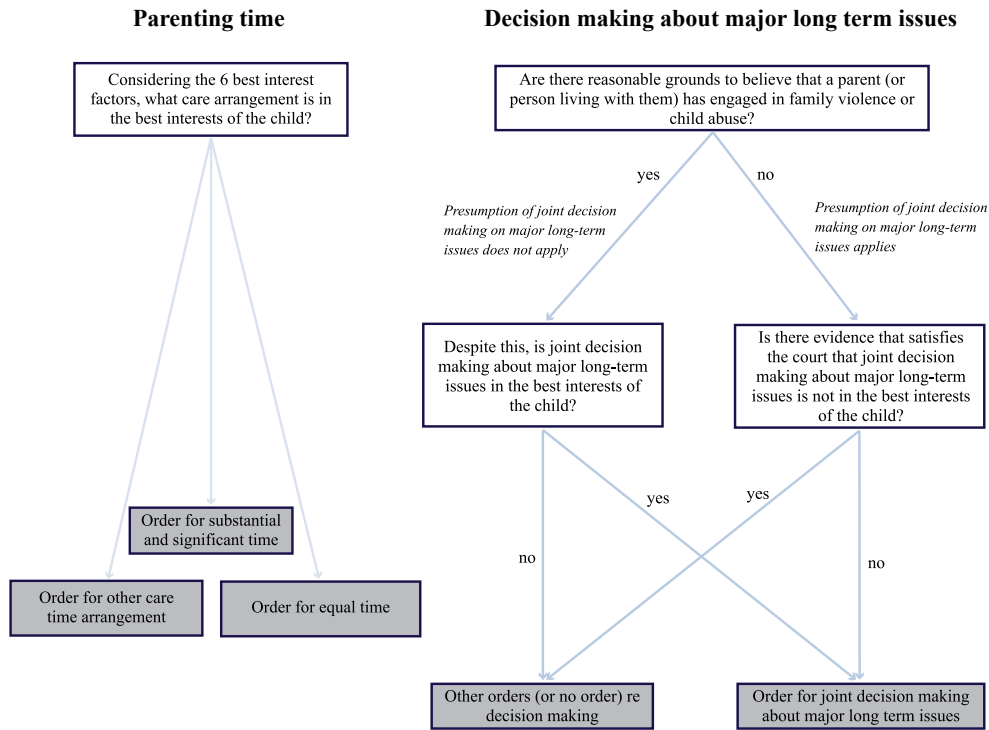 Parenting time
Considering the 6 best interest
factors, what care arrangement is in
the best interests of the child?
Order for substantial
and significant time
Order for other care
time arrangement
Order for equal time
Decision making about major long term issues
Are there reasonable grounds to believe that a parent (or
person living with them) has engaged in family violence or
child abuse?
yes
no
Presumption of joint decision
making on major long-term
issues does not apply
Presumption of joint decision
making on major long-term
issues applies
Despite this, is joint decision
making about major long-term
issues in the best interests of
the child?
Is there evidence that satisfies
the court that joint decision
making about major long-term
issues is not in the best interests
of the child?
no
yes
yes
no
Other orders (or no order) re
decision making
Order for joint decision making
about major long term issues